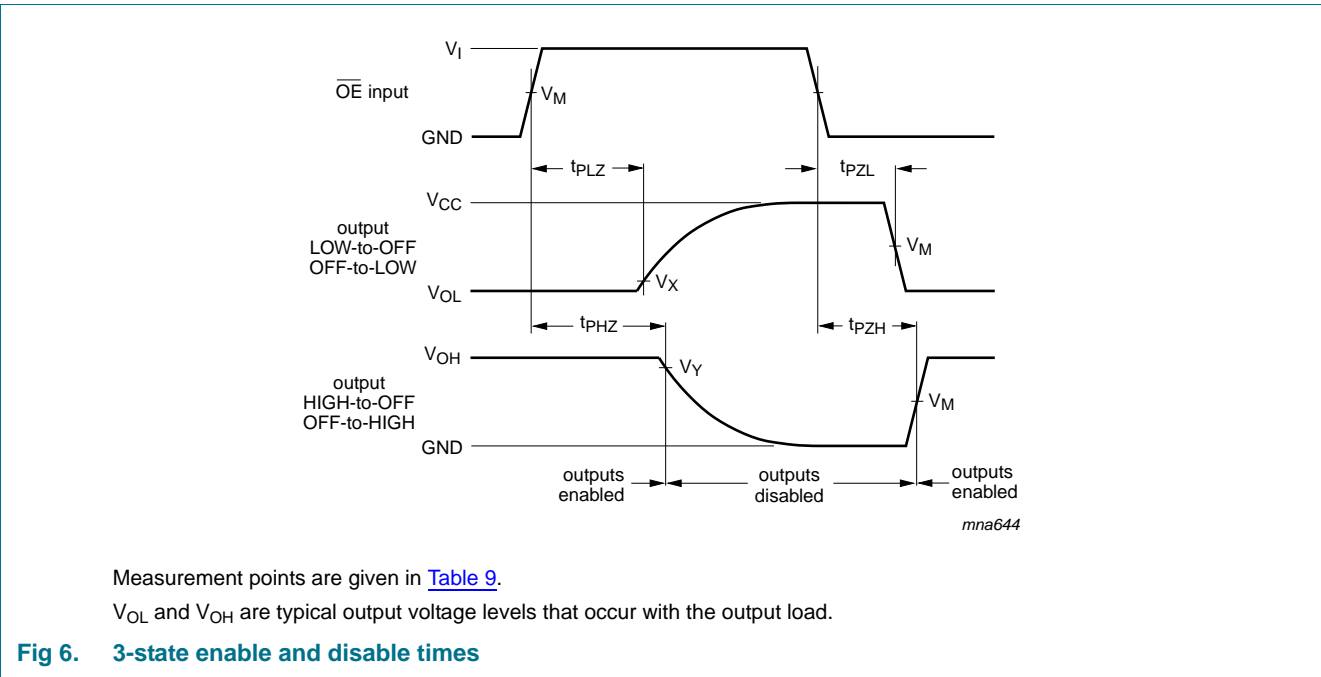 V_I
OE input
V_M
GND
t_PLZ
t_PZL
V_CC
output
LOW-to-OFF
OFF-to-LOW
V_M
V_X
V_OL
t_PHZ
t_PZH
V_OH
V_Y
output
HIGH-to-OFF
OFF-to-HIGH
V_M
GND
outputs
enabled
outputs
disabled
outputs
enabled
mna644
Measurement points are given in Table 9.
V_OL and V_OH are typical output voltage levels that occur with the output load.
Fig 6. 3-state enable and disable times